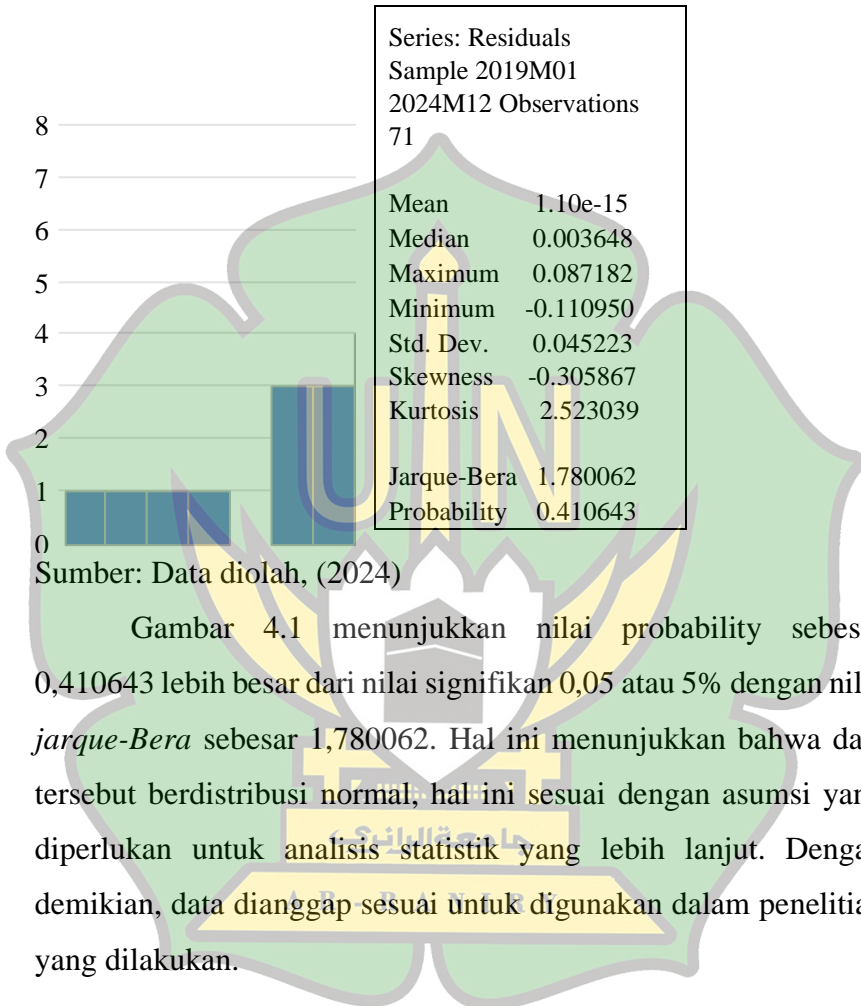 Series: Residuals
Sample 2019M01
2024M12 Observations
71
8
7
6
5
4
3
2
1
0
Mean 1.10e-15
Median 0.003648
Maximum 0.087182
Minimum -0.110950
Std. Dev. 0.045223
Skewness -0.305867
Kurtosis 2.523039
Jarque-Bera 1.780062
Probability 0.410643
Sumber: Data diolah, (2024)
Gambar 4.1 menunjukkan nilai probability sebes
0,410643 lebih besar dari nilai signifikan 0,05 atau 5% dengan nil
jarque-Bera sebesar 1,780062. Hal ini menunjukkan bahwa da
tersebut berdistribusi normal, hal ini sesuai dengan asumsi yan
diperlukan untuk analisis statistik yang lebih lanjut. Denga
demikian, data dianggap sesuai untuk digunakan dalam penelitia
yang dilakukan.
UIN
جامعة الرانري
AR-RANIRY